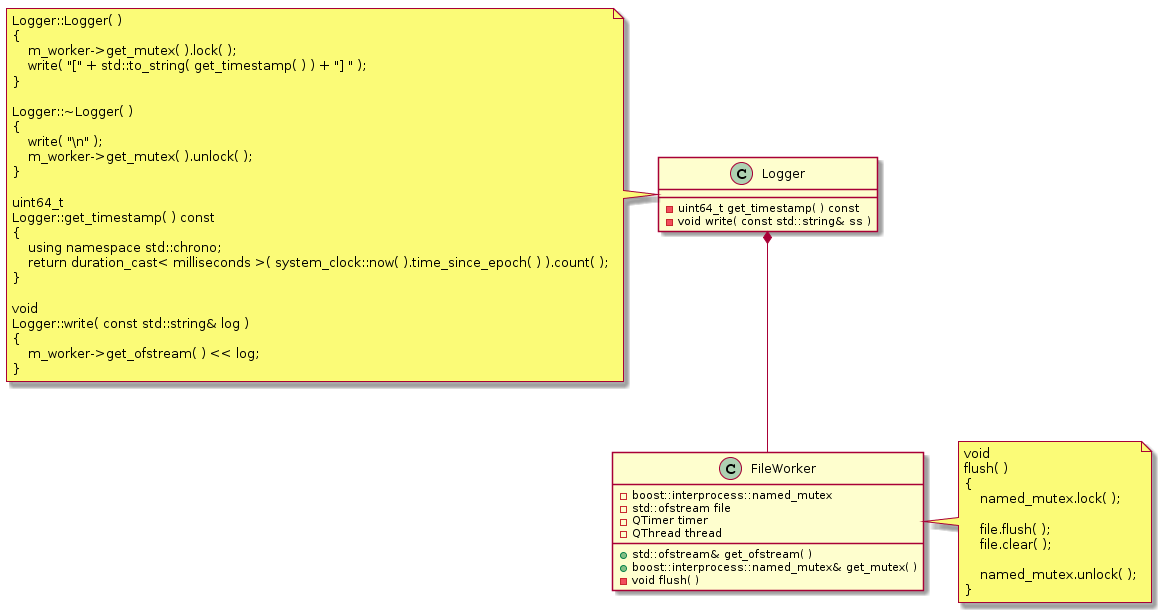 Logger::Logger( )
{
    m_worker->get_mutex( ).lock( );
    write( "[" + std::to_string( get_timestamp( ) ) + "] " );
}
Logger::~Logger( )
{
    write( "\n" );
    m_worker->get_mutex( ).unlock( );
}
uint64_t
Logger::get_timestamp( ) const
{
    using namespace std::chrono;
    return duration_cast< milliseconds >( system_clock::now( ).time_since_epoch( ) ).count( );
}
void
Logger::write( const std::string& log )
{
    m_worker->get_ofstream( ) << log;
}
C Logger
uint64_t get_timestamp( ) const
void write( const std::string& ss )
C FileWorker
boost::interprocess::named_mutex
std::ofstream file
QTimer timer
QThread thread
std::ofstream& get_ofstream( )
boost::interprocess::named_mutex& get_mutex( )
void flush( )
void
flush( )
{
    named_mutex.lock( );
    file.flush( );
    file.clear( );
    named_mutex.unlock( );
}